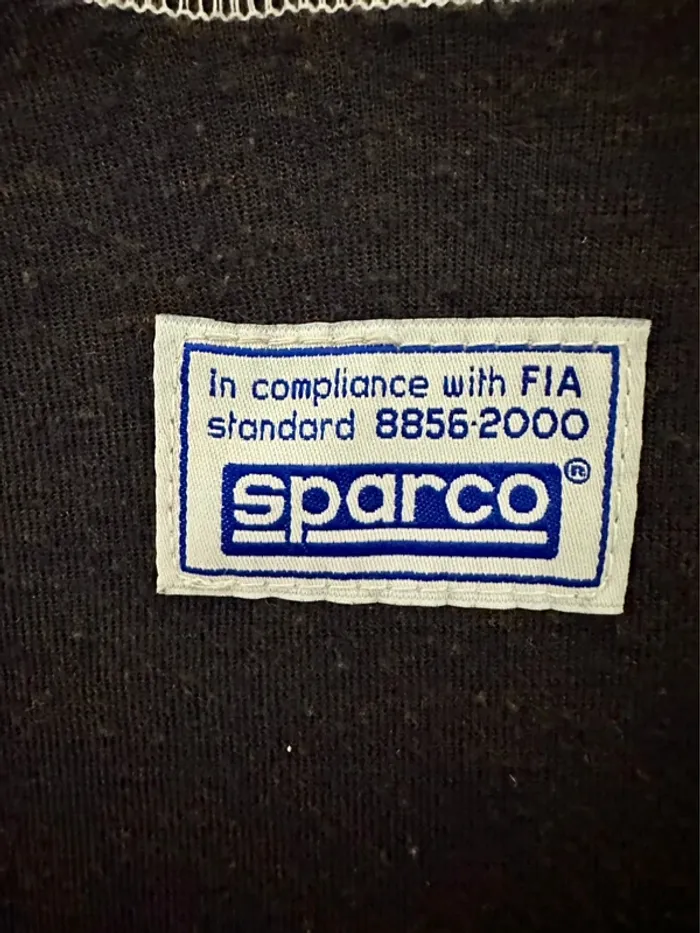 in compliance with FIA
standard 8856-2000
sparco®